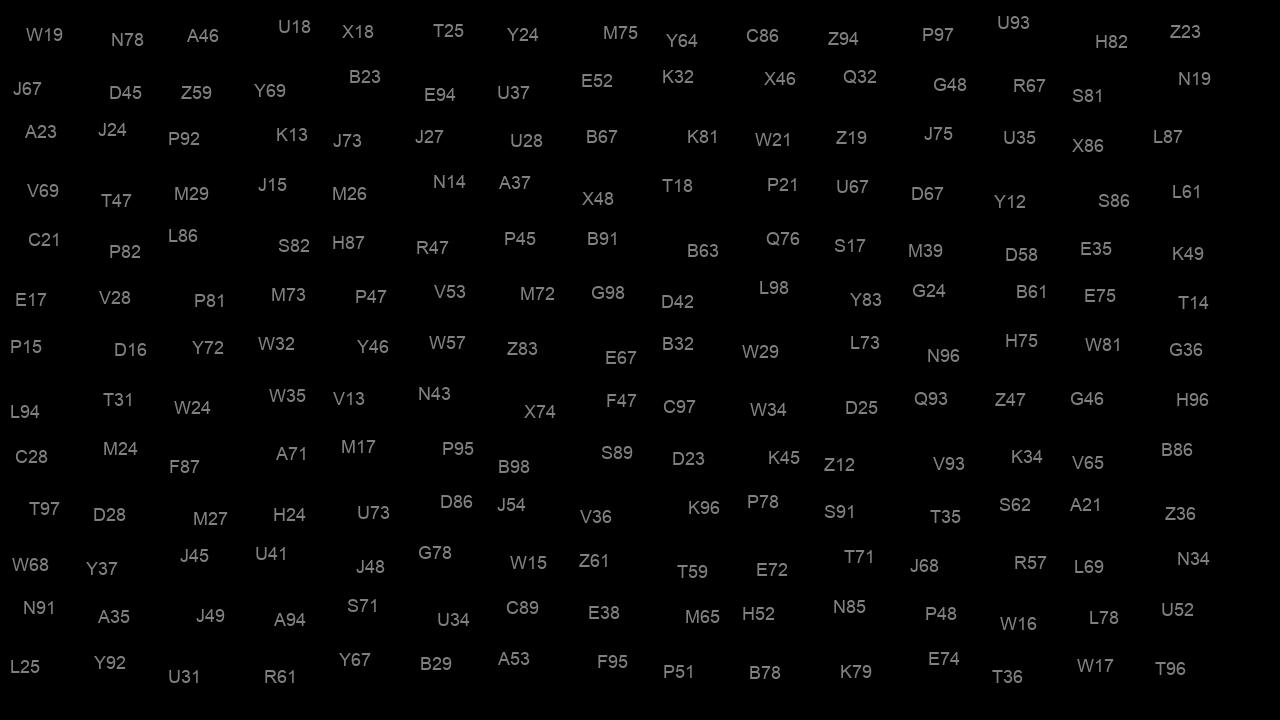 W19 N78 A46 U18 X18 T25 Y24 M75 Y64 C86 Z94 P97 U93 H82 Z23
J67 D45 Z59 Y69 B23 E94 U37 E52 K32 X46 Q32 G48 R67 S81 N19
A23 J24 P92 K13 J73 J27 U28 B67 K81 W21 Z19 J75 U35 X86 L87
V69 T47 M29 J15 M26 N14 A37 X48 T18 P21 U67 D67 Y12 S86 L61
C21 P82 L86 S82 H87 R47 P45 B91 B63 Q76 S17 M39 D58 E35 K49
E17 V28 P81 M73 P47 V53 M72 G98 D42 L98 Y83 G24 B61 E75 T14
P15 D16 Y72 W32 Y46 W57 Z83 E67 B32 W29 L73 N96 H75 W81 G36
L94 T31 W24 W35 V13 N43 X74 F47 C97 W34 D25 Q93 Z47 G46 H96
C28 M24 F87 A71 M17 P95 B98 S89 D23 K45 Z12 V93 K34 V65 B86
T97 D28 M27 H24 U73 D86 J54 V36 K96 P78 S91 T35 S62 A21 Z36
W68 Y37 J45 U41 J48 G78 W15 Z61 T59 E72 T71 J68 R57 L69 N34
N91 A35 J49 A94 S71 U34 C89 E38 M65 H52 N85 P48 W16 L78 U52
L25 Y92 U31 R61 Y67 B29 A53 F95 P51 B78 K79 E74 T36 W17 T96